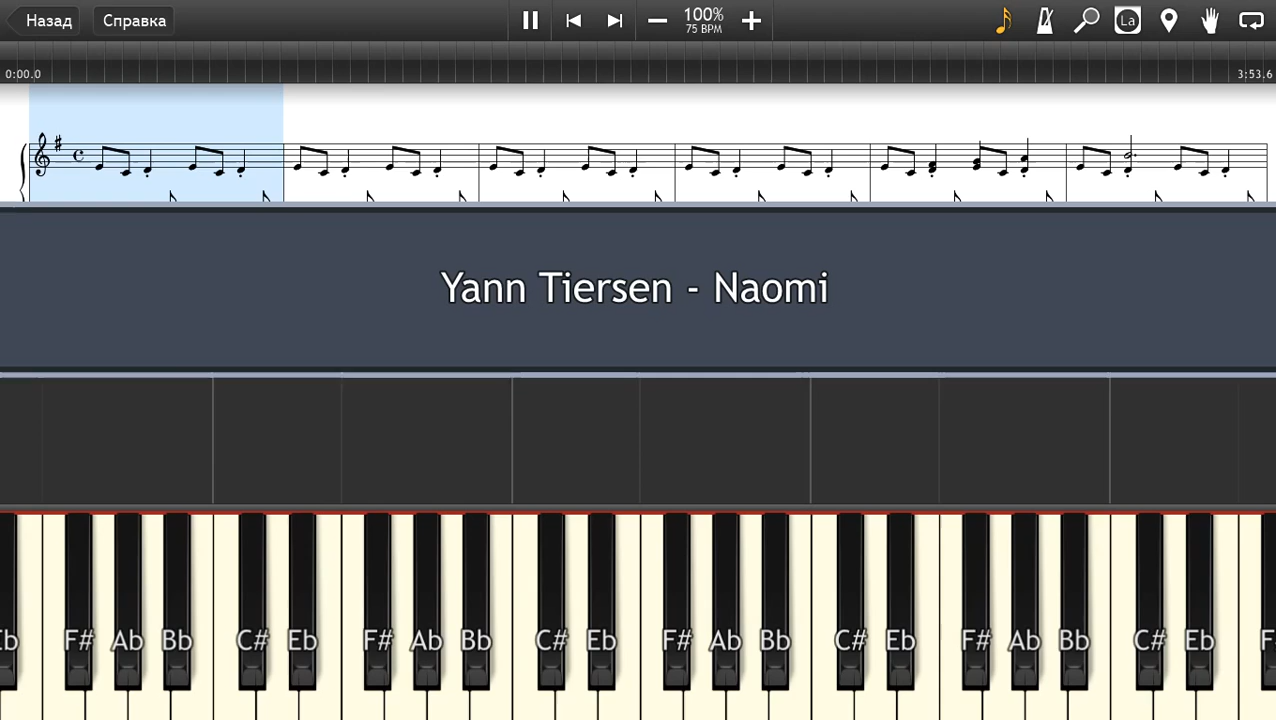 Назад Справка 100% La
75 BPM
0:00.0 3:53.6
Yann Tiersen - Naomi
Eb F# Ab Bb C# Eb F# Ab Bb C# Eb F# Ab Bb C# Eb F# Ab Bb C# Eb F